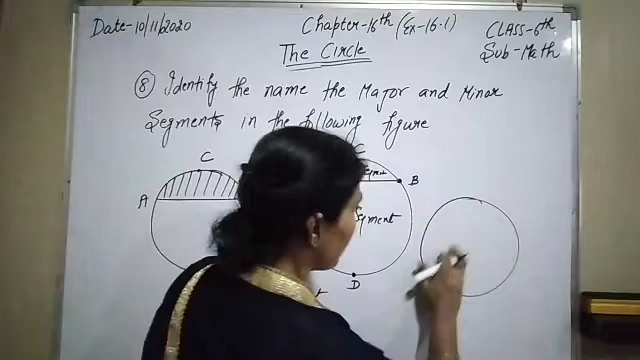 Date-10/11/2020 Chapter-16th (Ex-16.1) CLASS-6th
The Circle Sub-Math
⑧ Identify the name the Major and Minor
Segments in the following figure
C C
A B
D